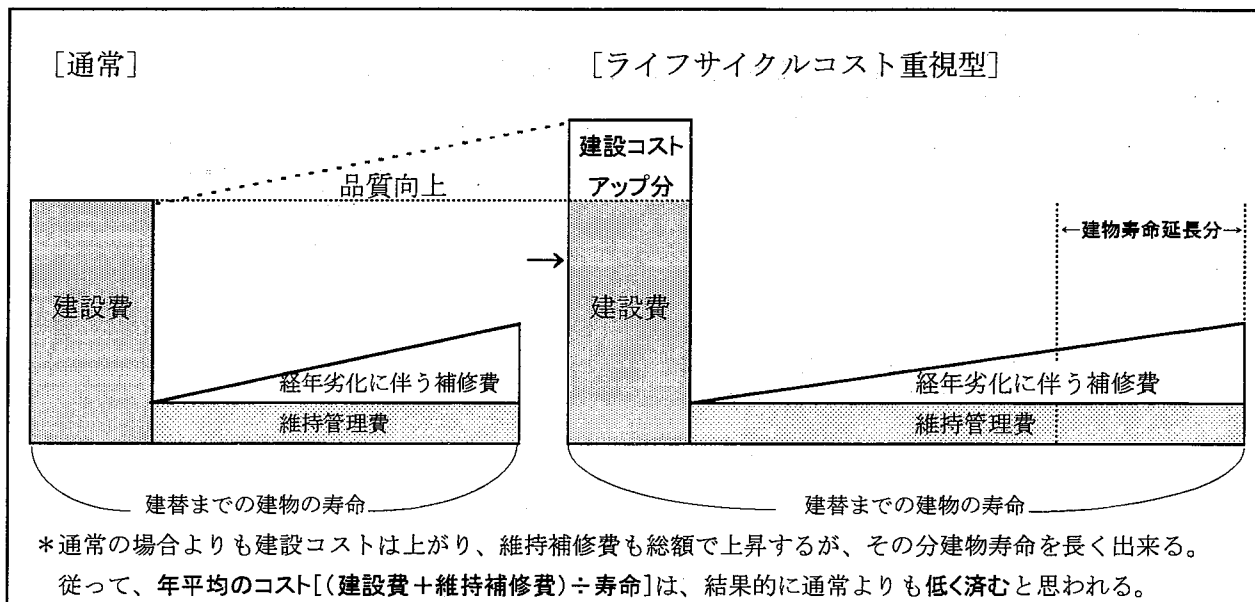 [通常]
[ライフサイクルコスト重視型]
品質向上
建設費
経年劣化に伴う補修費
維持管理費
建替までの建物の寿命
→
建設コスト
アップ分
建設費
←建物寿命延長分→
経年劣化に伴う補修費
維持管理費
建替までの建物の寿命
＊通常の場合よりも建設コストは上がり、維持補修費も総額で上昇するが、その分建物寿命を長く出来る。
従って、年平均のコスト[(建設費＋維持補修費)÷寿命]は、結果的に通常よりも低く済むと思われる。